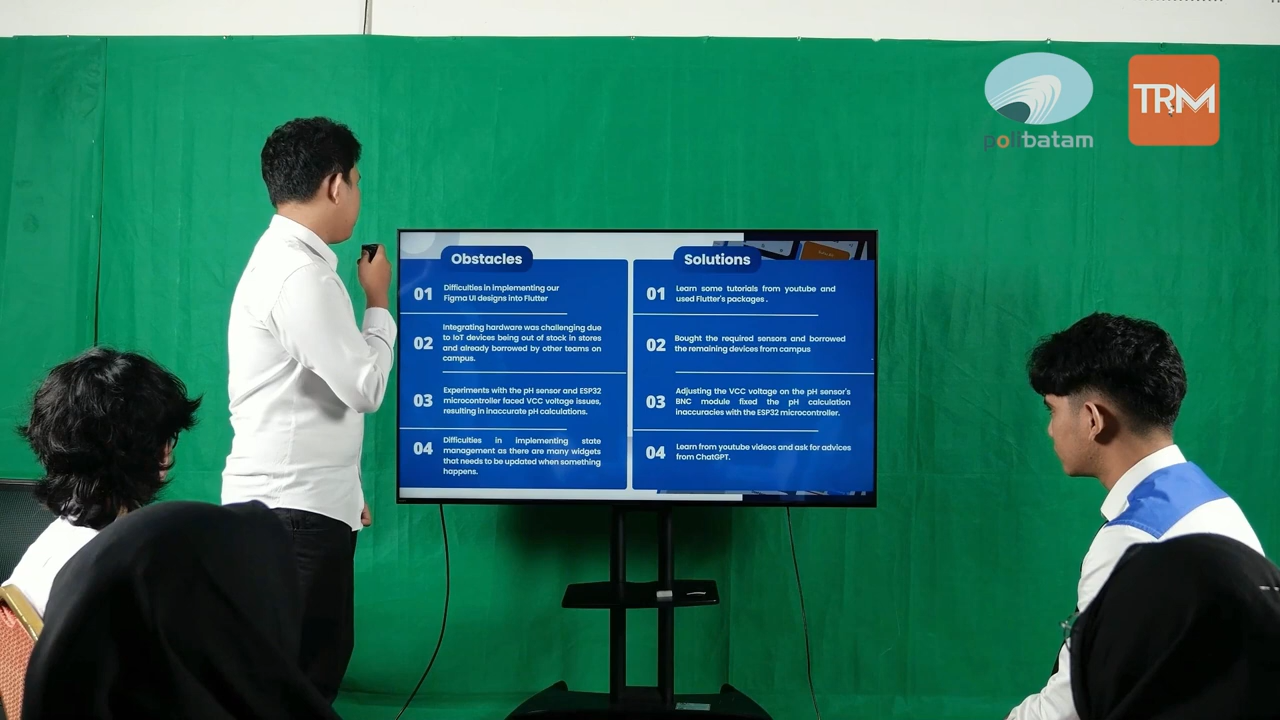 polibatam
TRM
Obstacles
01
Difficulties in implementing our
Figma UI designs into Flutter
02
Integrating hardware was challenging due
to IoT devices being out of stock in stores
and already borrowed by other teams on
campus.
03
Experiments with the pH sensor and ESP32
microcontroller faced VCC voltage issues,
resulting in inaccurate pH calculations.
04
Difficulties in implementing state
management as there are many widgets
that needs to be updated when something
happens.
Solutions
01
Learn some tutorials from youtube and
used Flutter's packages .
02
Bought the required sensors and borrowed
the remaining devices from campus
03
Adjusting the VCC voltage on the pH sensor's
BNC module fixed the pH calculation
inaccuracies with the ESP32 microcontroller.
04
Learn from youtube videos and ask for advices
from ChatGPT.